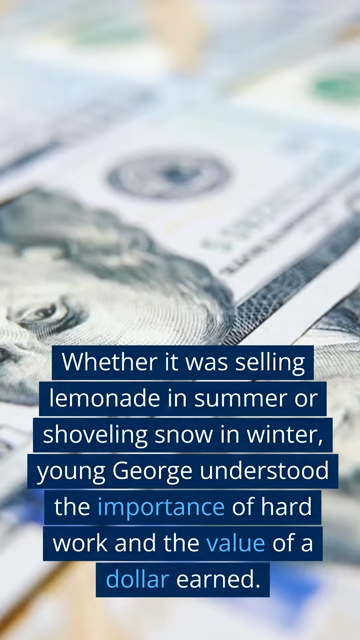 Whether it was selling
lemonade in summer or
shoveling snow in winter,
young George understood
the importance of hard
work and the value of a
dollar earned.